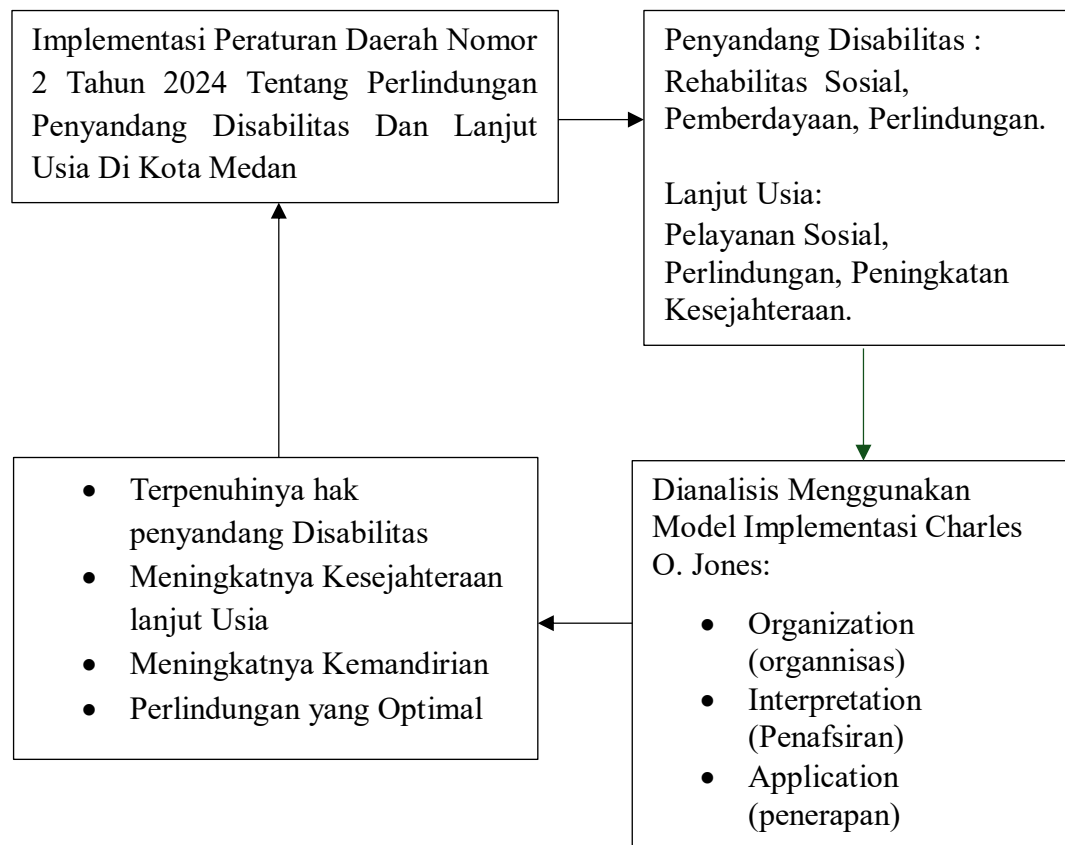 Implementasi Peraturan Daerah Nomor
2 Tahun 2024 Tentang Perlindungan
Penyandang Disabilitas Dan Lanjut
Usia Di Kota Medan
Penyandang Disabilitas :
Rehabilitas Sosial,
Pemberdayaan, Perlindungan.
Lanjut Usia:
Pelayanan Sosial,
Perlindungan, Peningkatan
Kesejahteraan.
Dianalisis Menggunakan
Model Implementasi Charles
O. Jones:
• Organization
(organnisas)
• Interpretation
(Penafsiran)
• Application
(penerapan)
• Terpenuhinya hak
penyandang Disabilitas
• Meningkatnya Kesejahteraan
lanjut Usia
• Meningkatnya Kemandirian
• Perlindungan yang Optimal